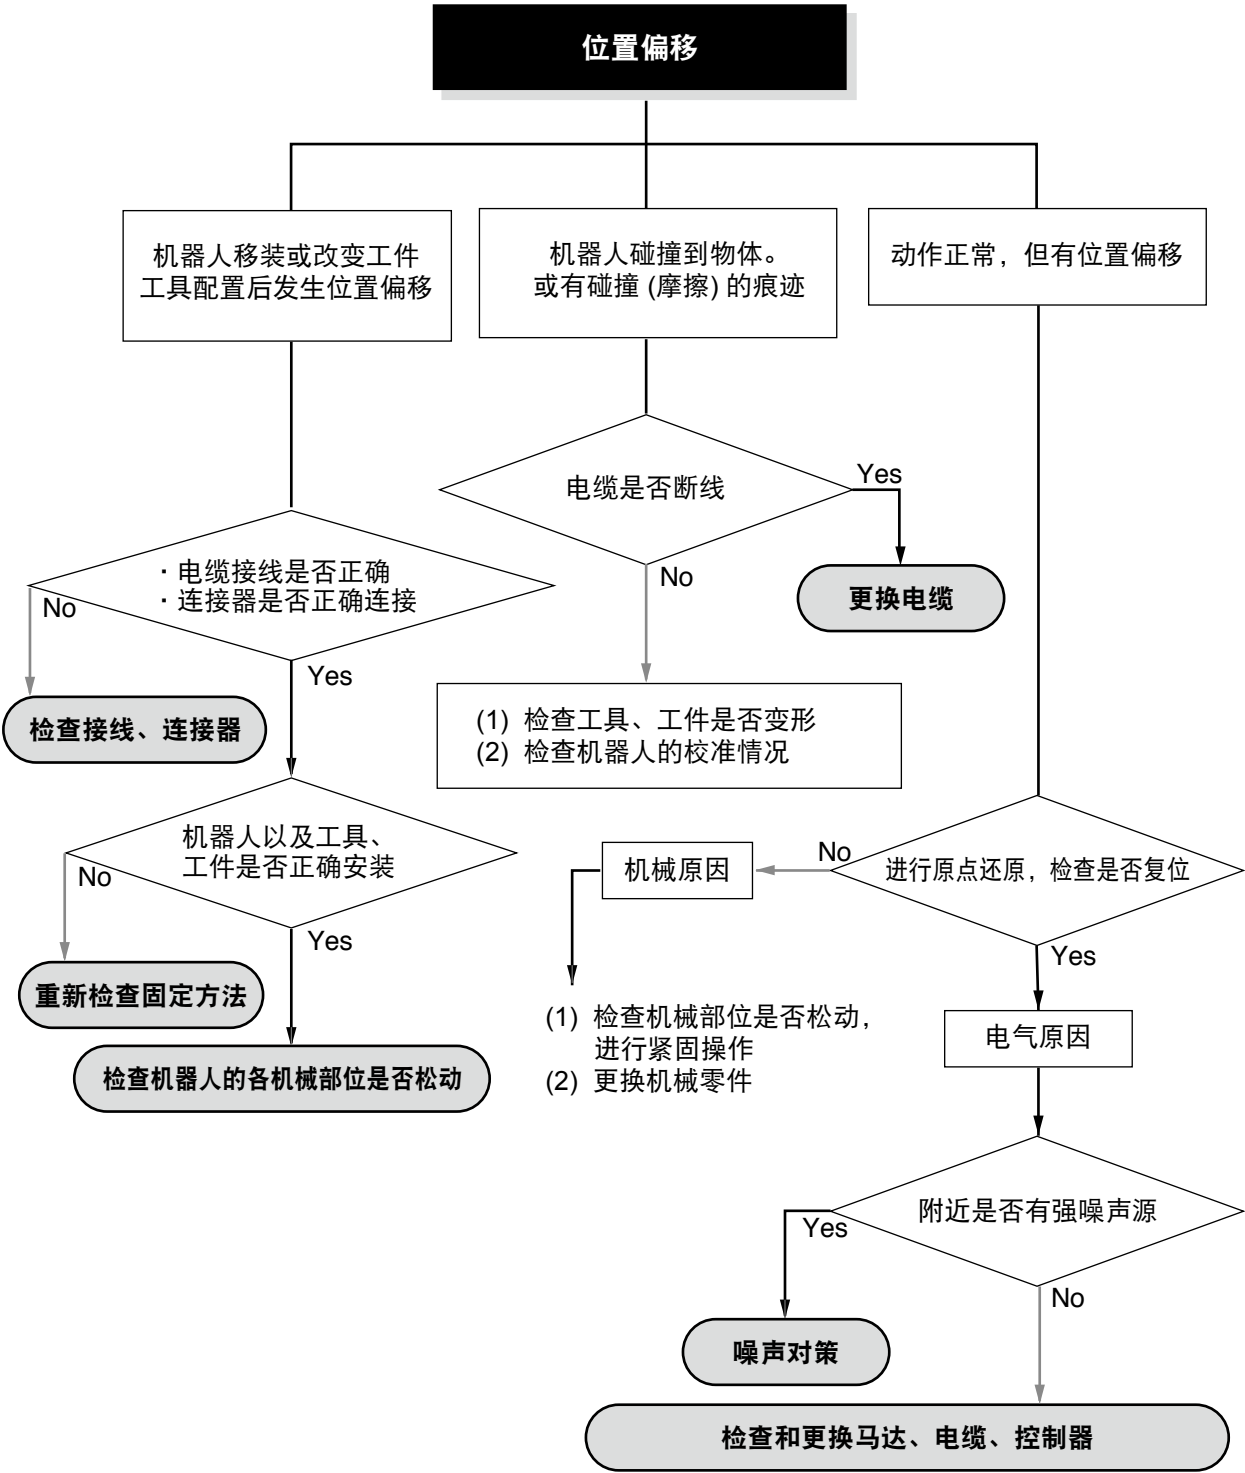 位置偏移
机器人移装或改变工件
工具配置后发生位置偏移
机器人碰撞到物体。
或有碰撞 (摩擦) 的痕迹
动作正常，但有位置偏移
电缆是否断线
Yes
No
更换电缆
· 电缆接线是否正确
· 连接器是否正确连接
No
Yes
检查接线、连接器
(1) 检查工具、工件是否变形
(2) 检查机器人的校准情况
机器人以及工具、
工件是否正确安装
No
Yes
重新检查固定方法
检查机器人的各机械部位是否松动
进行原点还原，检查是否复位
No
Yes
机械原因
(1) 检查机械部位是否松动，
进行紧固操作
(2) 更换机械零件
电气原因
附近是否有强噪声源
Yes
No
噪声对策
检查和更换马达、电缆、控制器